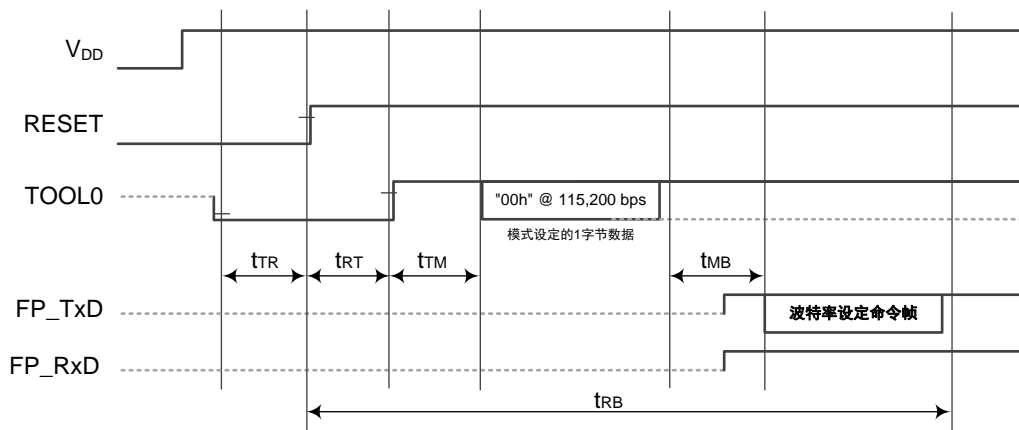 VDD
RESET
TOOL0
"00h" @ 115,200 bps
模式设定的1字节数据
tTR
tRT
tTM
tMB
FP_TxD
波特率设定命令帧
FP_RxD
tRB